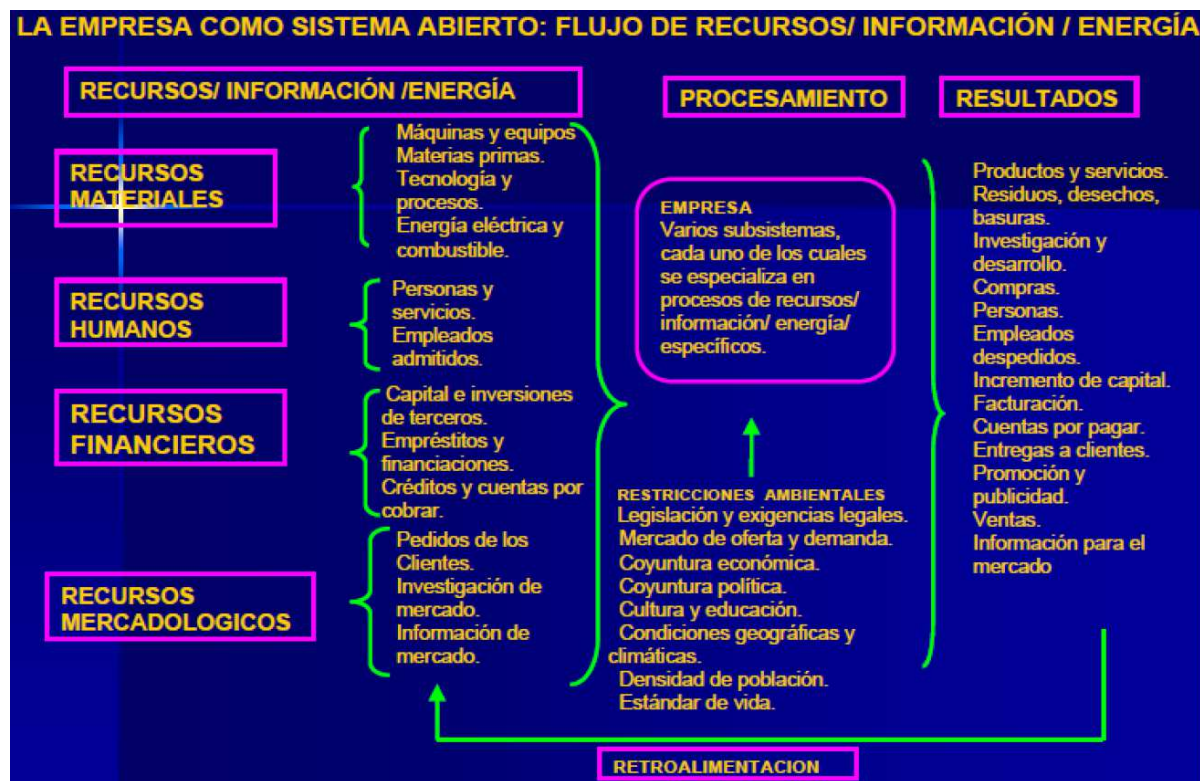 LA EMPRESA COMO SISTEMA ABIERTO: FLUJO DE RECURSOS/ INFORMACIÓN / ENERGÍA
RECURSOS/ INFORMACIÓN /ENERGÍA
PROCESAMIENTO
RESULTADOS
RECURSOS
MATERIALES
Máquinas y equipos
Materias primas.
Tecnología y
procesos.
Energía eléctrica y
combustible.
RECURSOS
HUMANOS
Personas y
servicios.
Empleados
admitidos.
RECURSOS
FINANCIEROS
Capital e inversiones
de terceros.
Empréstitos y
financiaciones.
Créditos y cuentas por
cobrar.
RECURSOS
MERCADOLOGICOS
Pedidos de los
Clientes.
Investigación de
mercado.
Información de
mercado.
EMPRESA
Varios subsistemas,
cada uno de los cuales
se especializa en
procesos de recursos/
información/ energía/
específicos.
RESTRICCIONES AMBIENTALES
Legislación y exigencias legales.
Mercado de oferta y demanda.
Coyuntura económica.
Coyuntura política.
Cultura y educación.
Condiciones geográficas y
climáticas.
Densidad de población.
Estándar de vida.
Productos y servicios.
Residuos, desechos,
basuras.
Investigación y
desarrollo.
Compras.
Personas.
Empleados
despedidos.
Incremento de capital.
Facturación.
Cuentas por pagar.
Entregas a clientes.
Promoción y
publicidad.
Ventas.
Información para el
mercado
RETROALIMENTACION